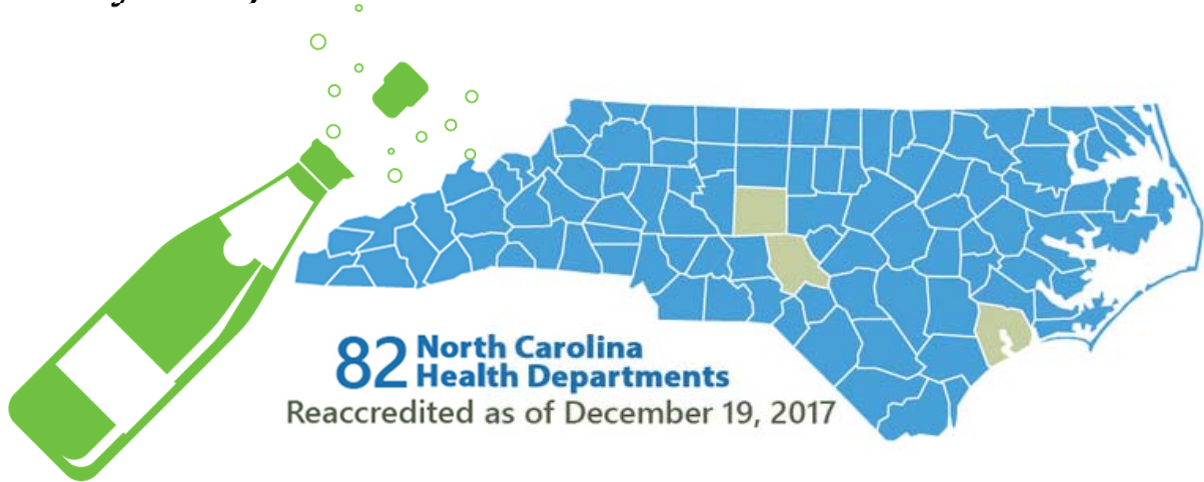 82 North Carolina
Health Departments
Reaccredited as of December 19, 2017